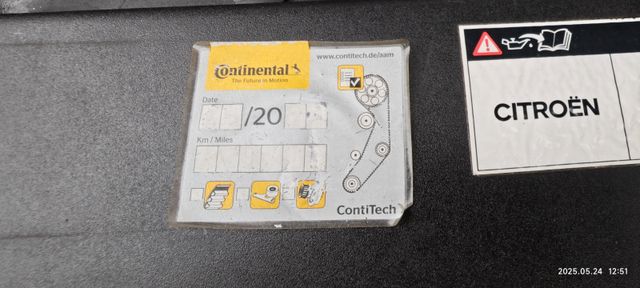 Continental
The Future in Motion
www.contitech.de/aam
Date
/20
Km / Miles
ContiTech
CITROËN
2025.05.24 12:51